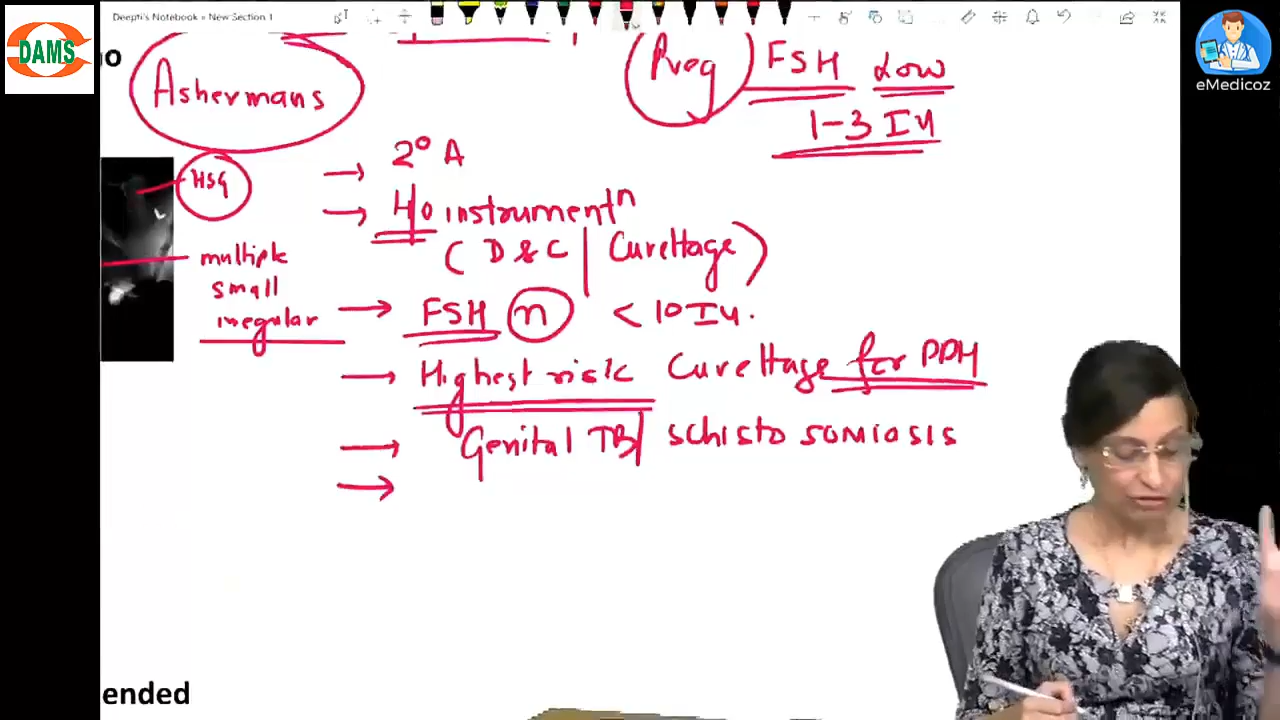 Deepti's Notebook » New Section 1
DAMS
eMedicoz
Ashermans
Preg FSH Low
1-3 IU
HSG
2° A
H/o instrumentⁿ
(D & C | Curettage)
multiple
small
irregular
FSH n < 10 IU.
Highest risk Curettage for PPH
Genital TB/ schistosomiasis
ended